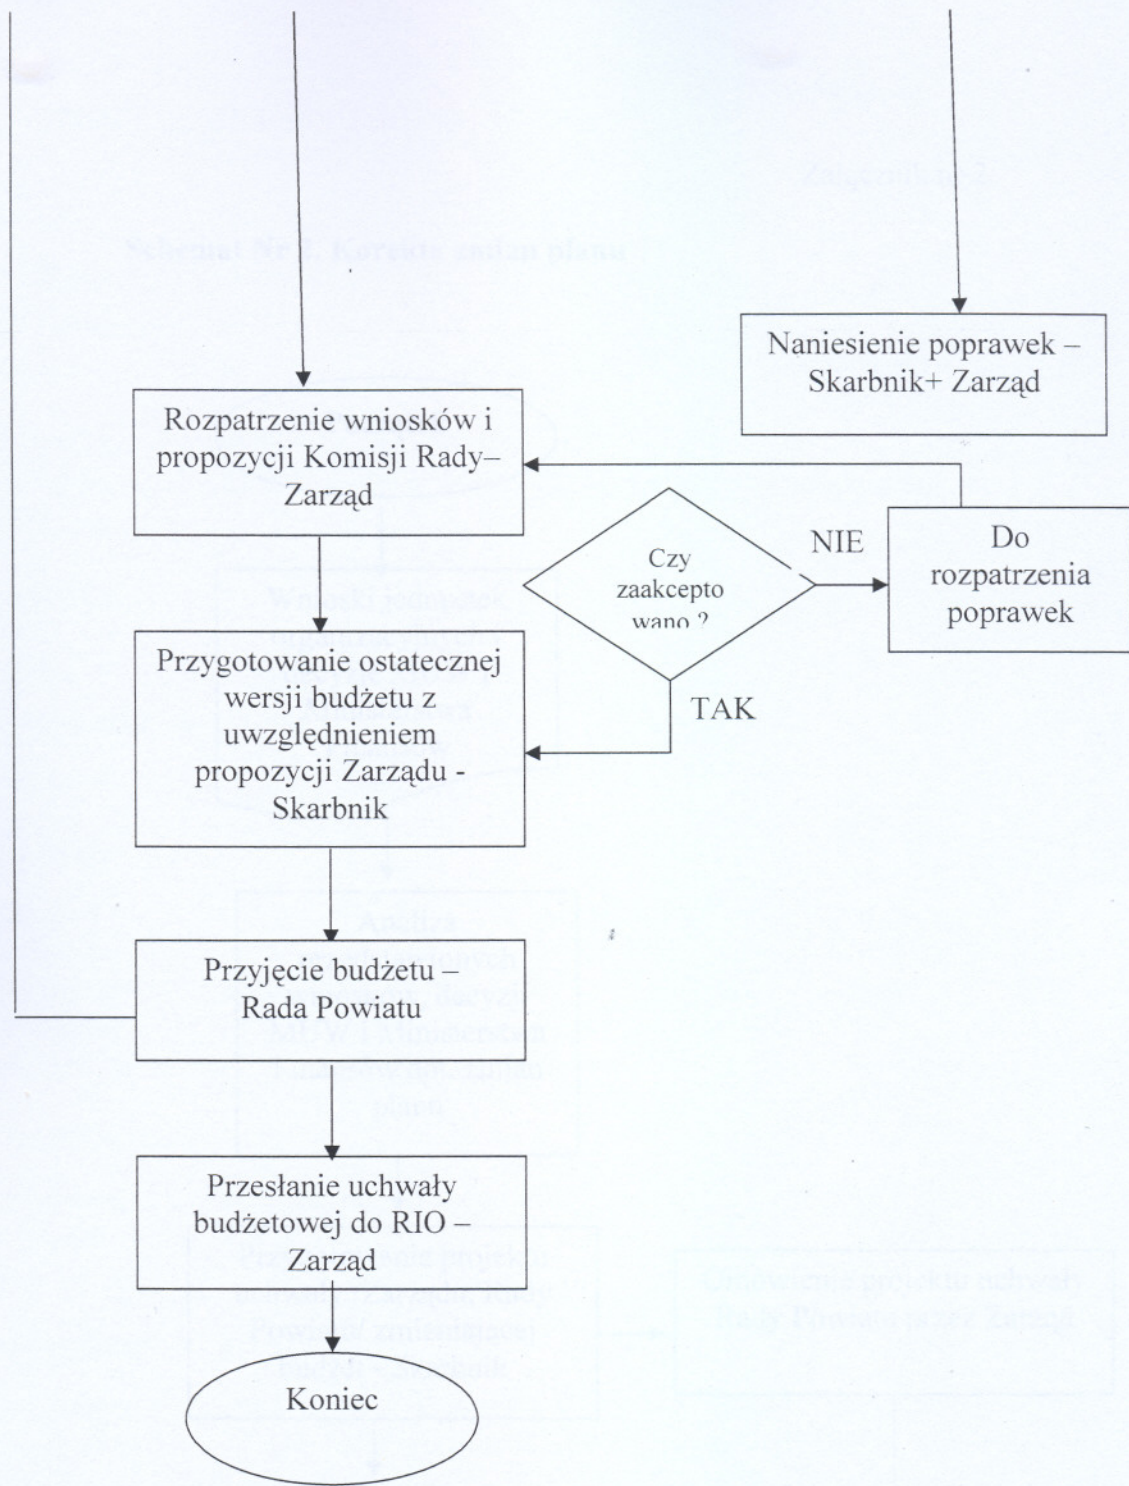 Naniesienie poprawek –
Skarbnik+ Zarząd
Rozpatrzenie wniosków i
propozycji Komisji Rady–
Zarząd
Czy
zaakcepto
wano ?
NIE
Do
rozpatrzenia
poprawek
TAK
Przygotowanie ostatecznej
wersji budżetu z
uwzględnieniem
propozycji Zarządu -
Skarbnik
Przyjęcie budżetu –
Rada Powiatu
Przesłanie uchwały
budżetowej do RIO –
Zarząd
Koniec